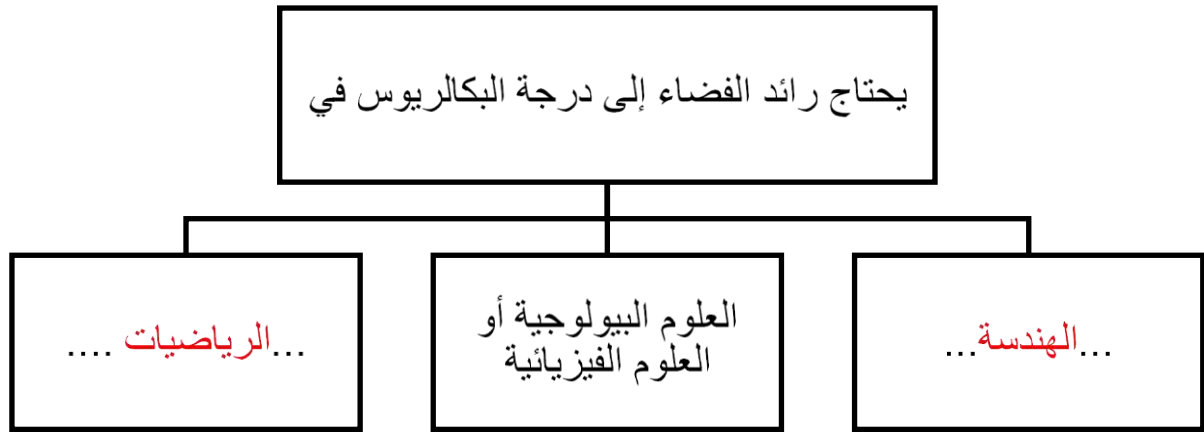 يحتاج رائد الفضاء إلى درجة البكالريوس في
...الهندسة...
العلوم البيولوجية أو
العلوم الفيزيائية
...الرياضيات ....